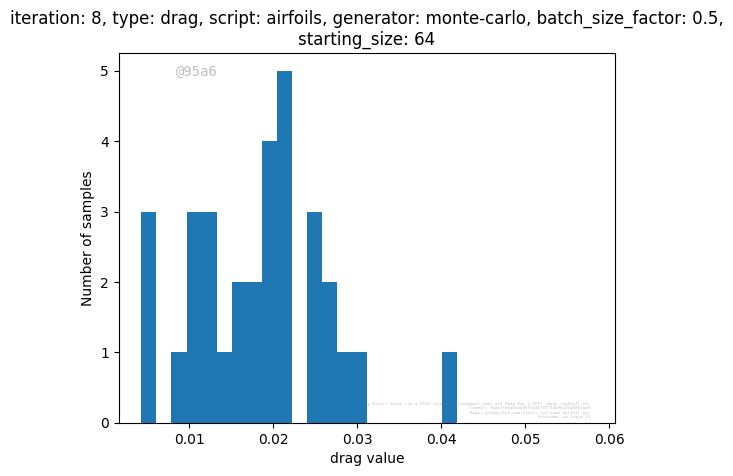 iteration: 8, type: drag, script: airfoils, generator: monte-carlo, batch_size_factor: 0.5,
starting_size: 64
@95a6
5
4
3
2
1
0
Number of samples
0.01 0.02 0.03 0.04 0.05 0.06
drag value